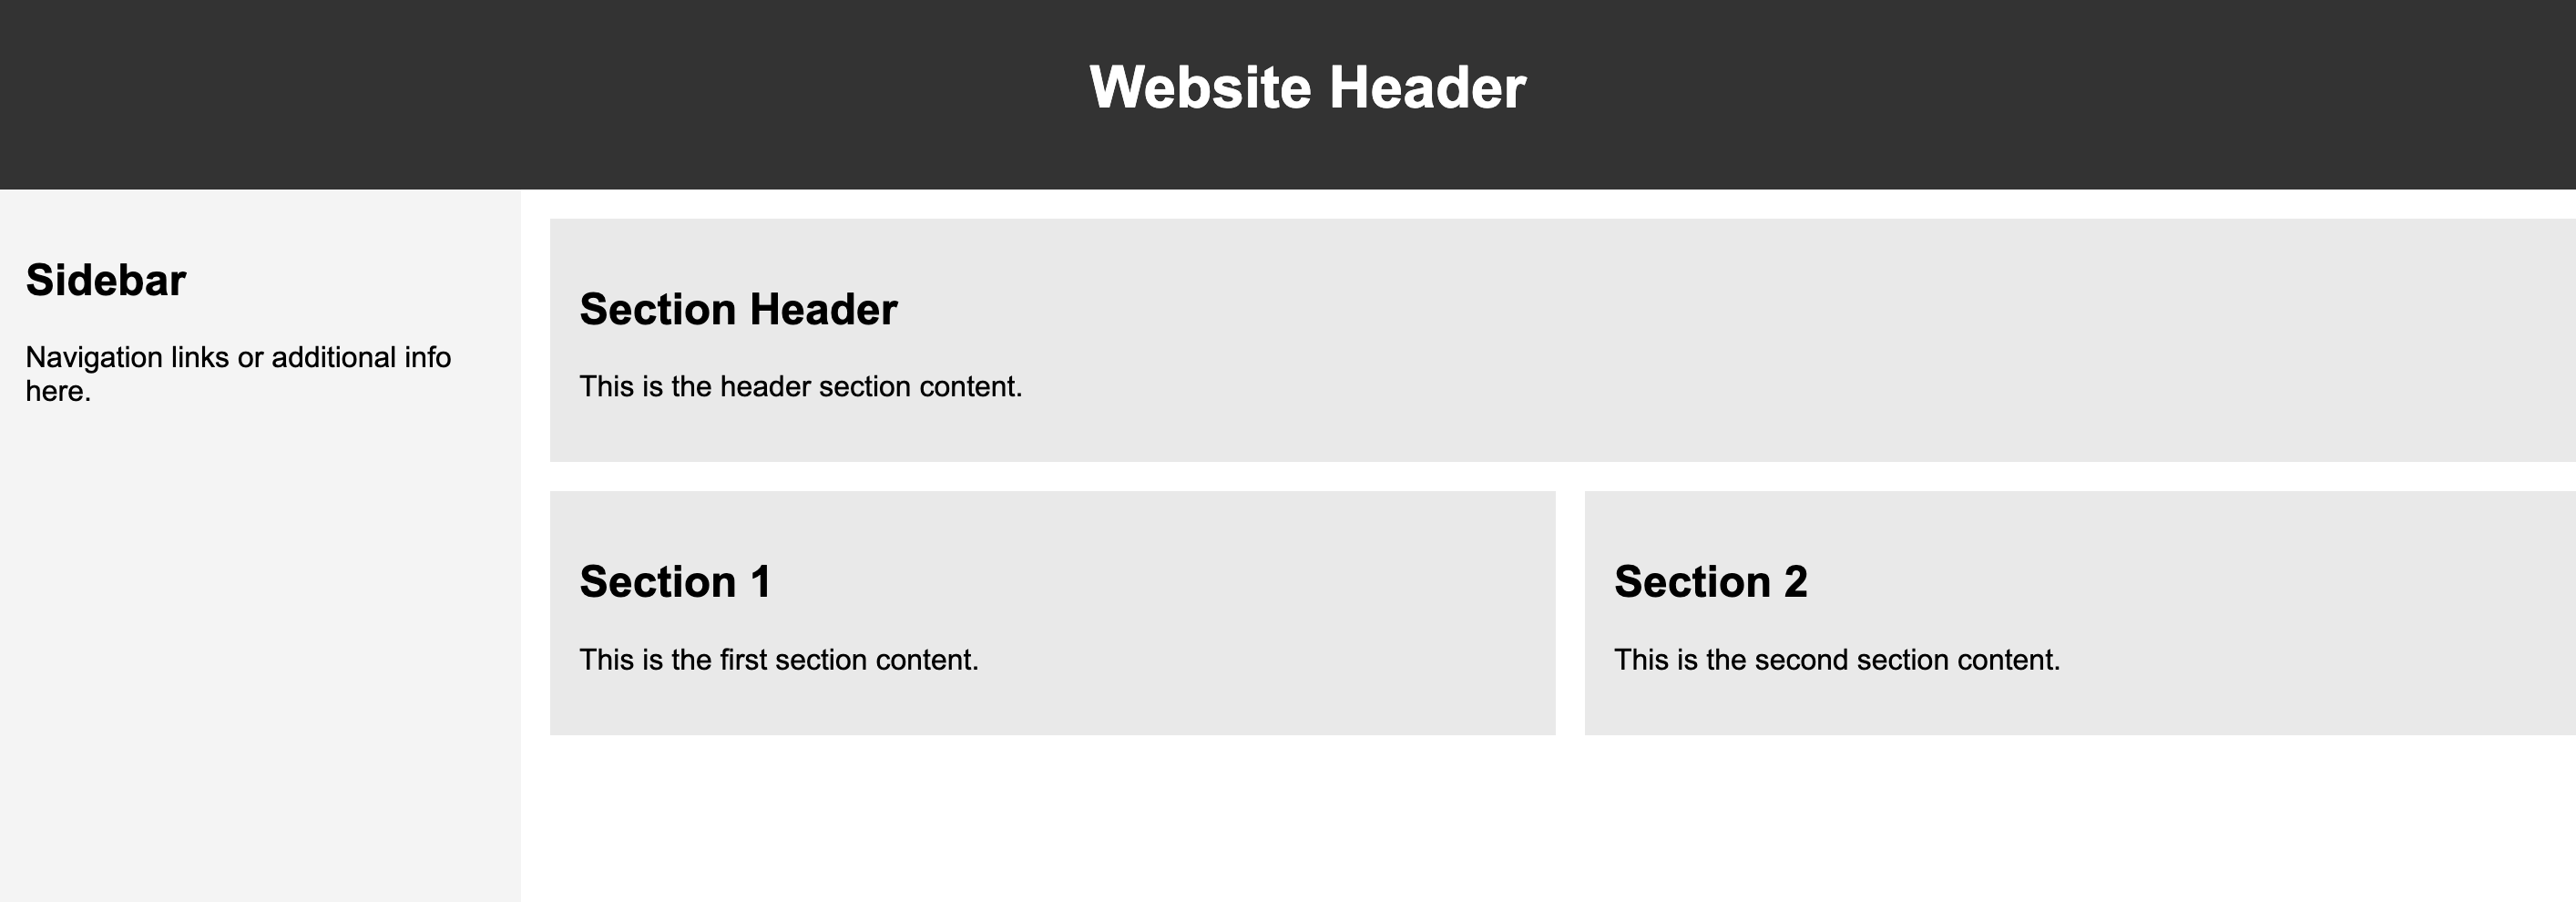 Website Header
Sidebar
Navigation links or additional info
here.
Section Header
This is the header section content.
Section 1
This is the first section content.
Section 2
This is the second section content.